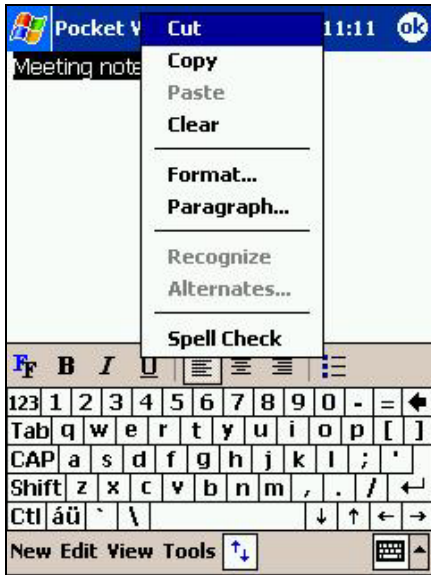 Pocket W 11:11 ok
Meeting note
Cut
Copy
Paste
Clear
Format...
Paragraph...
Recognize
Alternates...
Spell Check
FF B I U
123 1 2 3 4 5 6 7 8 9 0 - =
Tab q w e r t y u i o p [ ]
CAP a s d f g h j k l ; '
Shift z x c v b n m , . /
Ctl áü ` \
New Edit View Tools